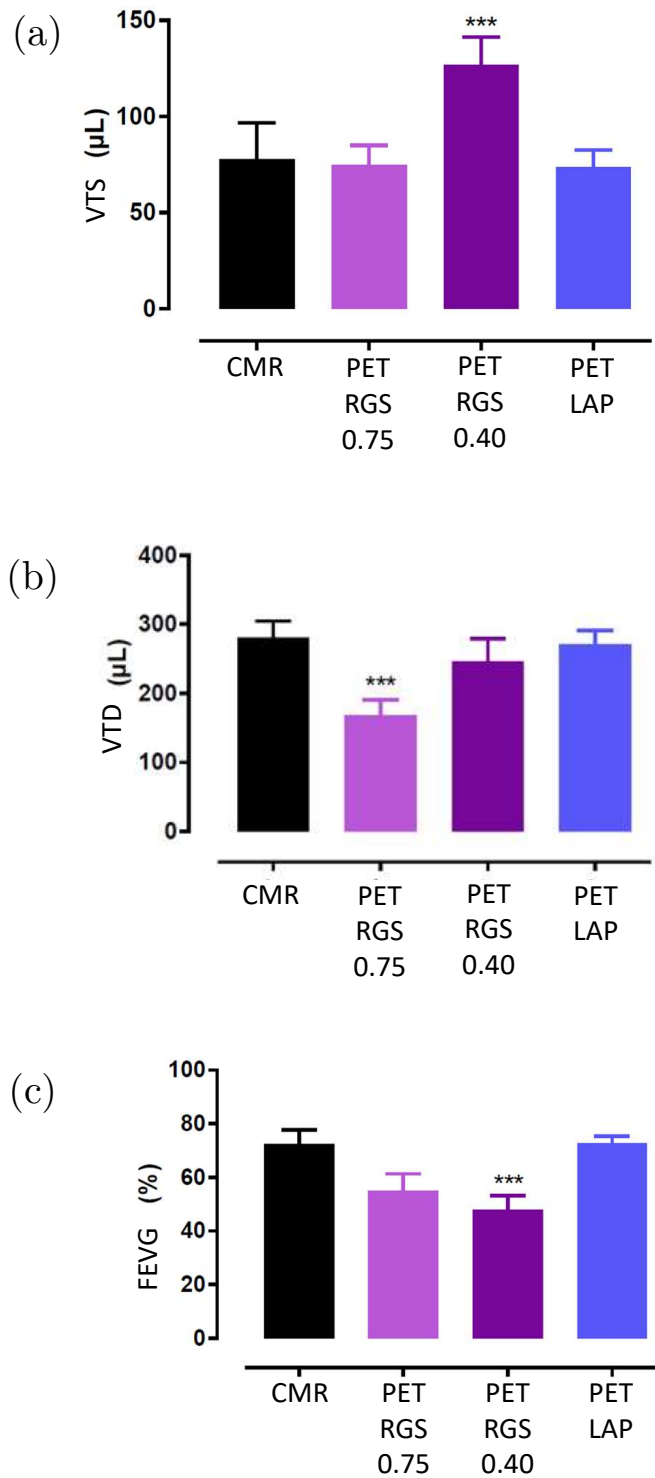 (a)
VTS (µL)
150
100
50
0
***
CMR PET PET PET
RGS RGS LAP
0.75 0.40
(b)
VTD (µL)
400
300
200
100
0
***
CMR PET PET PET
RGS RGS LAP
0.75 0.40
(c)
FEVG (%)
100
80
60
40
20
0
***
CMR PET PET PET
RGS RGS LAP
0.75 0.40